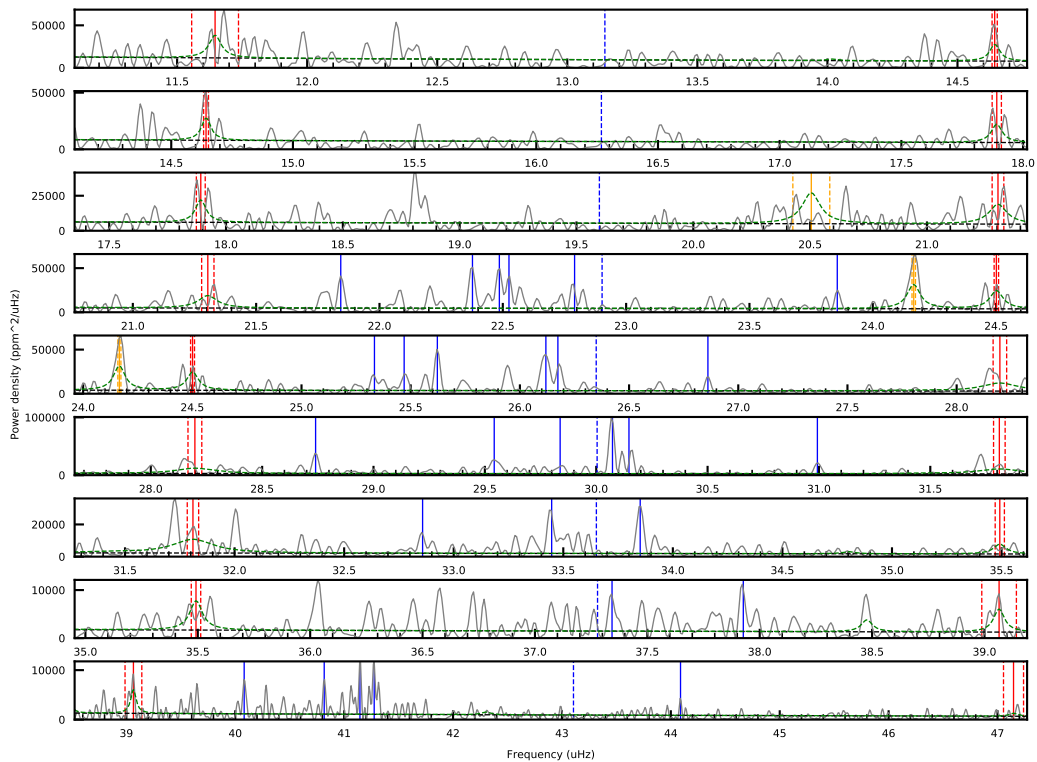 50000
0
11.5 12.0 12.5 13.0 13.5 14.0 14.5
50000
0
14.5 15.0 15.5 16.0 16.5 17.0 17.5 18.0
25000
0
17.5 18.0 18.5 19.0 19.5 20.0 20.5 21.0
50000
0
21.0 21.5 22.0 22.5 23.0 23.5 24.0 24.5
50000
0
24.0 24.5 25.0 25.5 26.0 26.5 27.0 27.5 28.0
100000
0
28.0 28.5 29.0 29.5 30.0 30.5 31.0 31.5
20000
0
31.5 32.0 32.5 33.0 33.5 34.0 34.5 35.0 35.5
10000
0
35.0 35.5 36.0 36.5 37.0 37.5 38.0 38.5 39.0
10000
0
39 40 41 42 43 44 45 46 47
Power density (ppm^2/uHz)
Frequency (uHz)